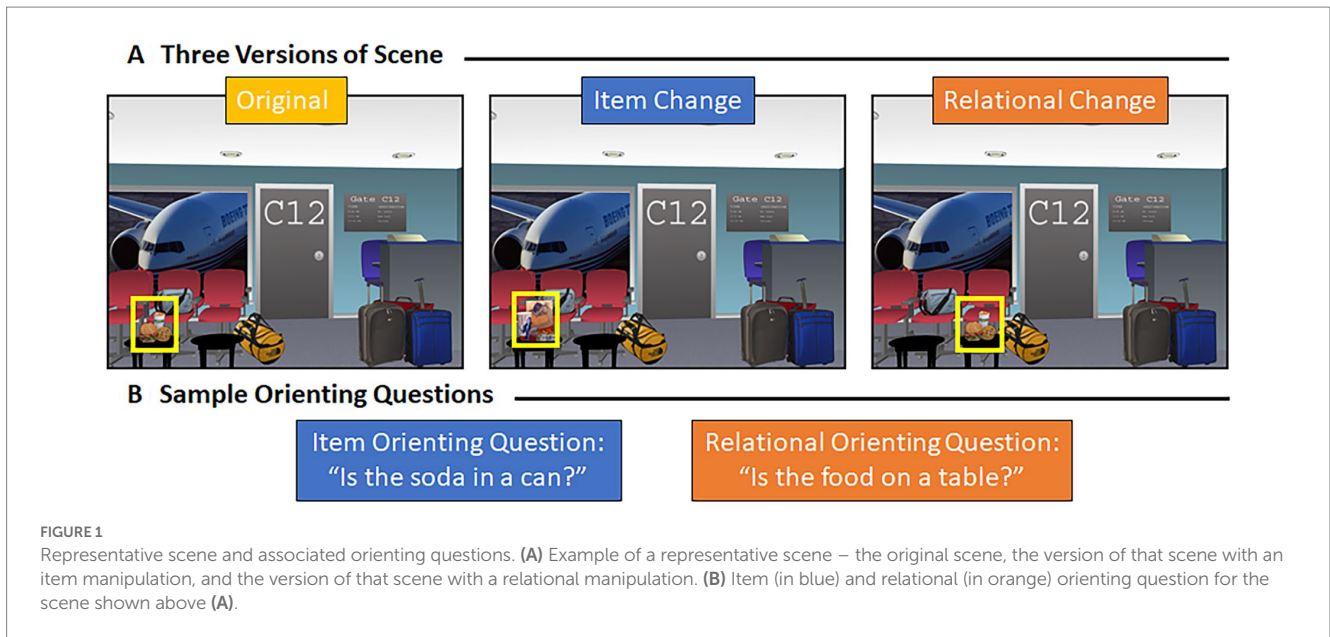 A Three Versions of Scene
Original
Item Change
Relational Change
BOEING
C12
Gate C12
BOEING
C12
Gate C12
BOEING
C12
Gate C12
B Sample Orienting Questions
Item Orienting Question:
“Is the soda in a can?”
Relational Orienting Question:
“Is the food on a table?”
FIGURE 1
Representative scene and associated orienting questions. (A) Example of a representative scene – the original scene, the version of that scene with an
item manipulation, and the version of that scene with a relational manipulation. (B) Item (in blue) and relational (in orange) orienting question for the
scene shown above (A).